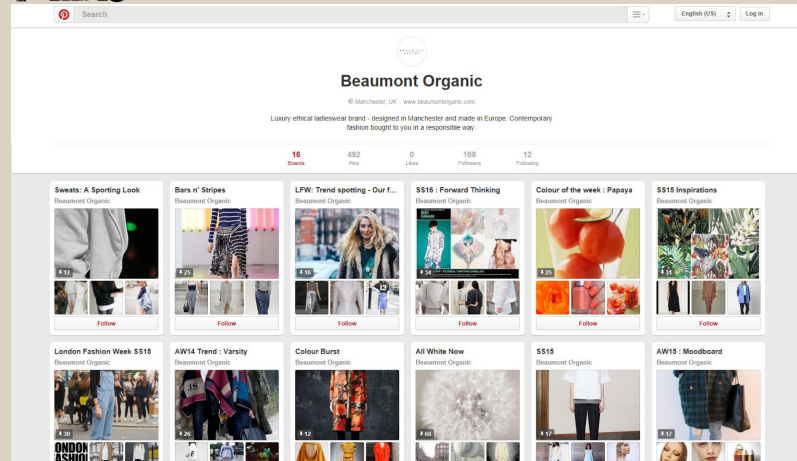 Search
English (US)
Log in
BEAUMONT
ORGANIC
Beaumont Organic
Manchester, UK www.beaumontorganic.com
Luxury ethical ladieswear brand - designed in Manchester and made in Europe. Contemporary
fashion bought to you in a responsible way.
16 492 0 108 12
Boards Pins Likes Followers Following
Sweats: A Sporting Look
Beaumont Organic
12
Follow
Bars n' Stripes
Beaumont Organic
25
Follow
LFW: Trend spotting - Our f...
Beaumont Organic
16
Follow
SS16 : Forward Thinking
Beaumont Organic
34
Follow
Colour of the week : Papaya
Beaumont Organic
25
Follow
SS15 Inspirations
Beaumont Organic
31
Follow
London Fashion Week SS15
Beaumont Organic
30
AW14 Trend : Varsity
Beaumont Organic
JS
26
Colour Burst
Beaumont Organic
12
All White Now
Beaumont Organic
68
SS15
Beaumont Organic
17
AW15 : Moodboard
Beaumont Organic
17